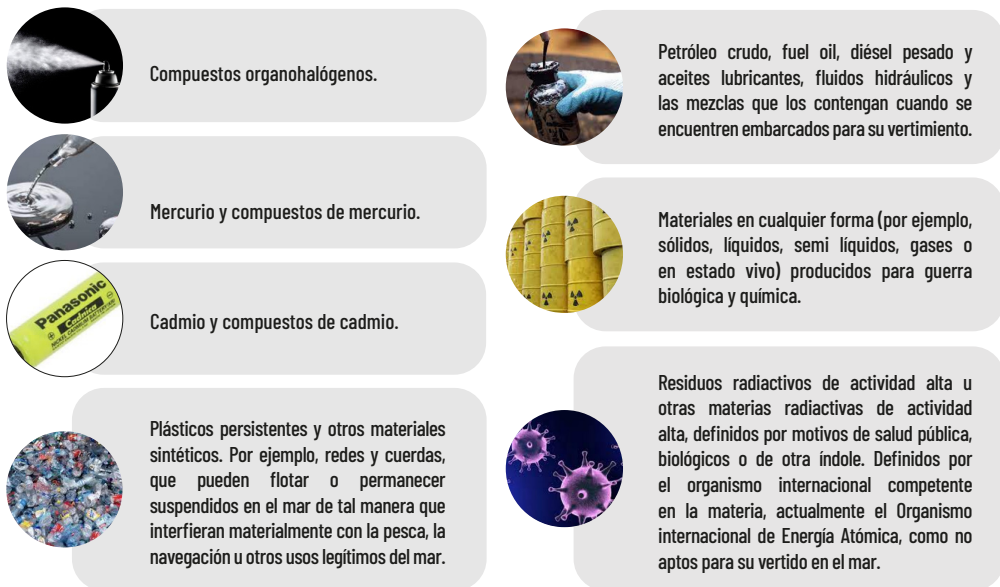 Compuestos organohalógenos.
Mercurio y compuestos de mercurio.
Panasonic
Cadnica
NICKEL CADMIUM BATTERY
Cadmio y compuestos de cadmio.
Plásticos persistentes y otros materiales
sintéticos. Por ejemplo, redes y cuerdas,
que pueden flotar o permanecer
suspendidos en el mar de tal manera que
interfieran materialmente con la pesca, la
navegación u otros usos legítimos del mar.
Petróleo crudo, fuel oil, diésel pesado y
aceites lubricantes, fluidos hidráulicos y
las mezclas que los contengan cuando se
encuentren embarcados para su vertimiento.
Materiales en cualquier forma (por ejemplo,
sólidos, líquidos, semi líquidos, gases o
en estado vivo) producidos para guerra
biológica y química.
Residuos radiactivos de actividad alta u
otras materias radiactivas de actividad
alta, definidos por motivos de salud pública,
biológicos o de otra índole. Definidos por
el organismo internacional competente
en la materia, actualmente el Organismo
internacional de Energía Atómica, como no
aptos para su vertido en el mar.